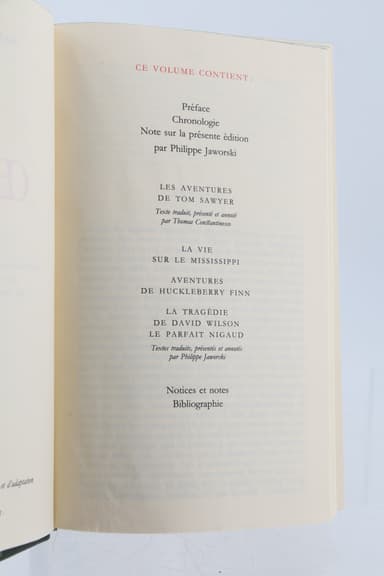 CE VOLUME CONTIENT :
Préface
Chronologie
Note sur la présente édition
par Philippe Jaworski
LES AVENTURES
DE TOM SAWYER
Texte traduit, présenté et annoté
par Thomas Constantinesco
LA VIE
SUR LE MISSISSIPPI
AVENTURES
DE HUCKLEBERRY FINN
LA TRAGÉDIE
DE DAVID WILSON
LE PARFAIT NIGAUD
Textes traduits, présentés et annotés
par Philippe Jaworski
Notices et notes
Bibliographie
et d'adaptation